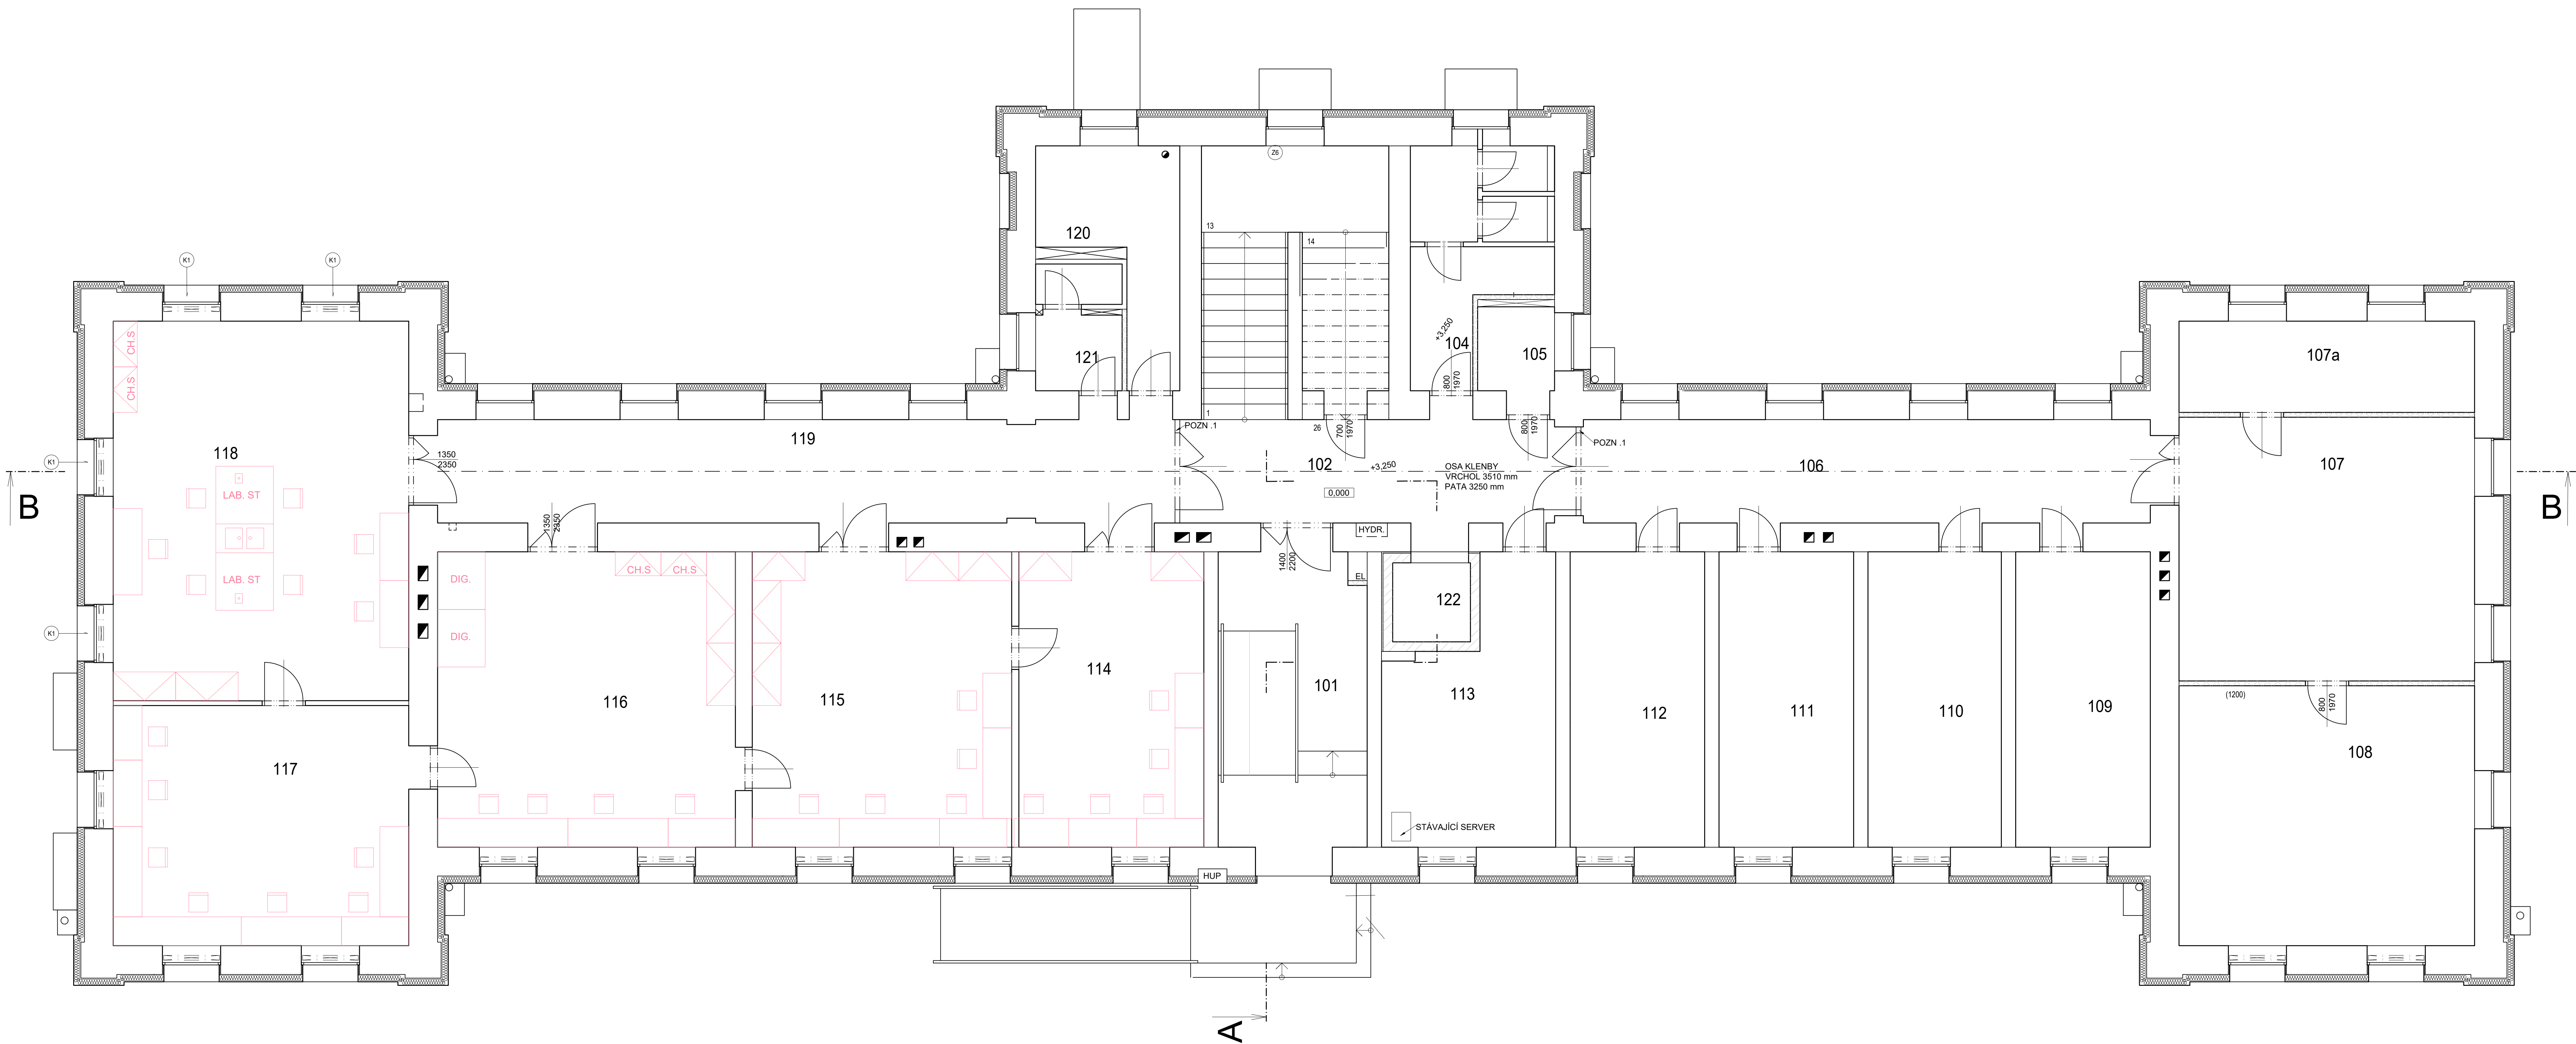 Z6
13
14
120
K1
K1
+3,250
121
104
105
107a
CH.S
CH.S
800
1970
1
26
POZN .1
700
1970
800
1970
POZN .1
119
118
1350
2350
K1
102
+3,250
OSA KLENBY
VRCHOL 3510 mm
PATA 3250 mm
106
107
B
B
LAB. ST
0,000
1350
2350
HYDR.
1400
2200
CH.S
CH.S
DIG.
EL
LAB. ST
122
K1
DIG.
114
101
113
116
115
112
111
110
109
(1200)
800
1970
117
108
STÁVAJÍCÍ SERVER
HUP
A